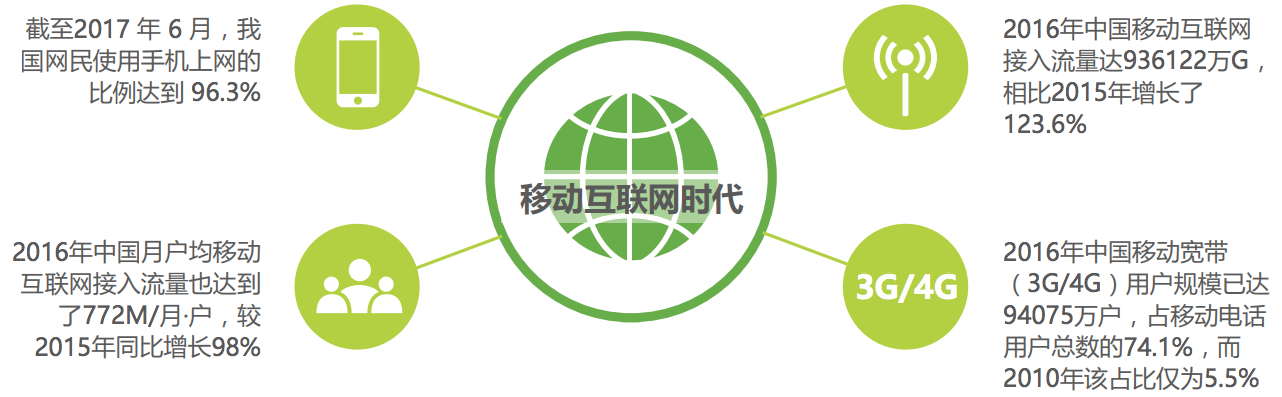 截至2017 年 6 月，我
国网民使用手机上网的
比例达到 96.3%
2016年中国移动互联网
接入流量达936122万G，
相比2015年增长了
123.6%
移动互联网时代
2016年中国月户均移动
互联网接入流量也达到
了772M/月·户，较
2015年同比增长98%
3G/4G
2016年中国移动宽带
（3G/4G）用户规模已达
94075万户，占移动电话
用户总数的74.1%，而
2010年该占比仅为5.5%